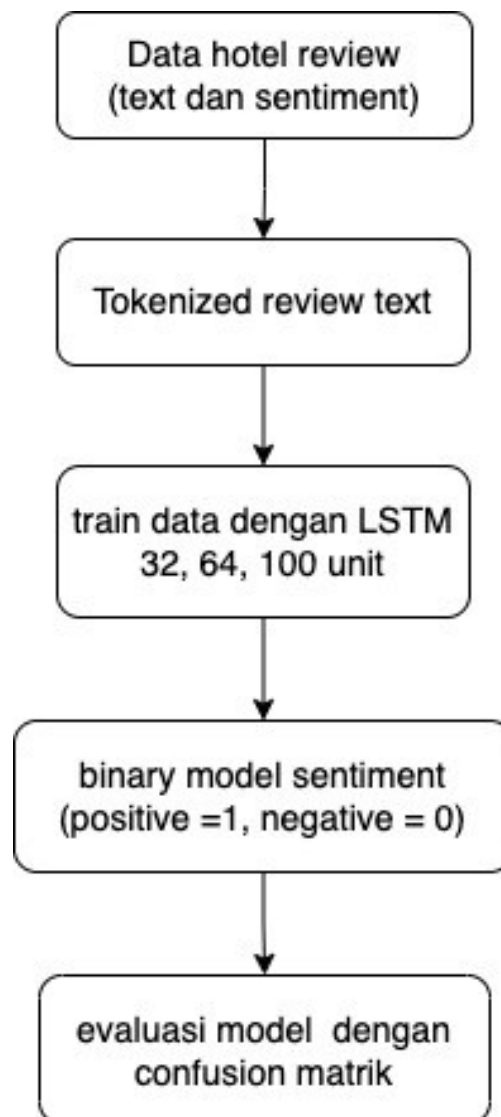 Data hotel review
(text dan sentiment)
Tokenized review text
train data dengan LSTM
32, 64, 100 unit
binary model sentiment
(positive =1, negative = 0)
evaluasi model dengan
confusion matrik